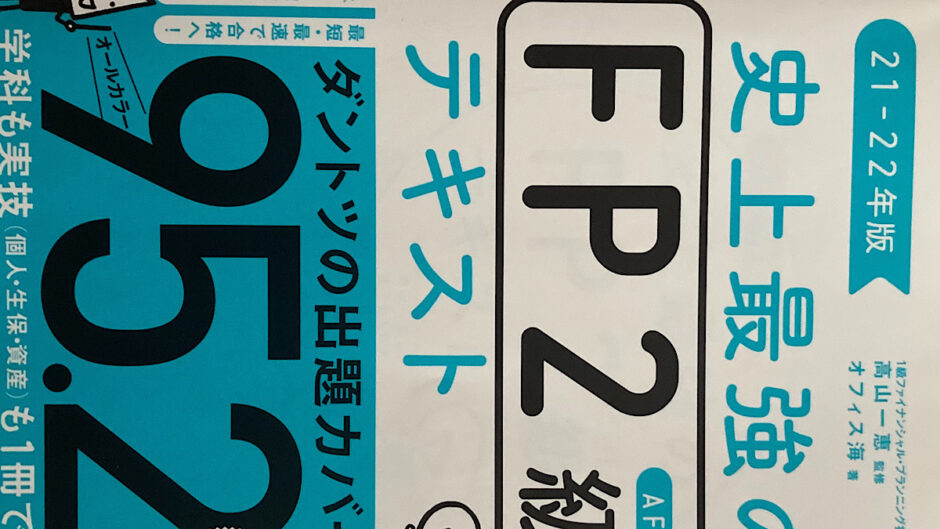 21-22年版
1級ファイナンシャル・プランニング
高山一恵 監修
オフィス海 著
史上最強の
AF
FP2級
テキスト
ダントツの出題カバー
最短・最速で合格へ!
オールカラー
95.2
学科も実技(個人・生保・資産)も1冊で